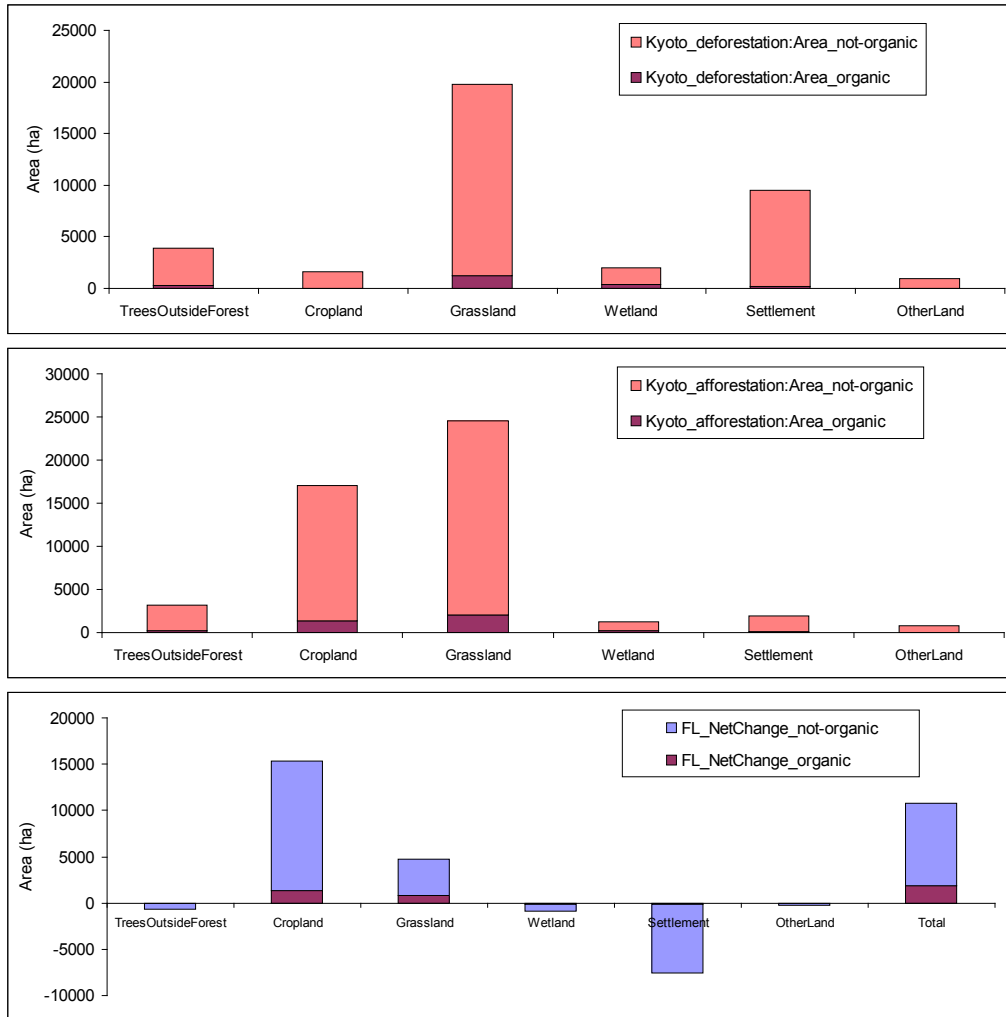 25000
20000
15000
10000
5000
0
Area (ha)
Kyoto_deforestation:Area_not-organic
Kyoto_deforestation:Area_organic
TreesOutsideForest Cropland Grassland Wetland Settlement OtherLand
30000
25000
20000
15000
10000
5000
0
Area (ha)
Kyoto_afforestation:Area_not-organic
Kyoto_afforestation:Area_organic
TreesOutsideForest Cropland Grassland Wetland Settlement OtherLand
20000
15000
10000
5000
0
-5000
-10000
Area (ha)
FL_NetChange_not-organic
FL_NetChange_organic
TreesOutsideForest Cropland Grassland Wetland Settlement OtherLand Total